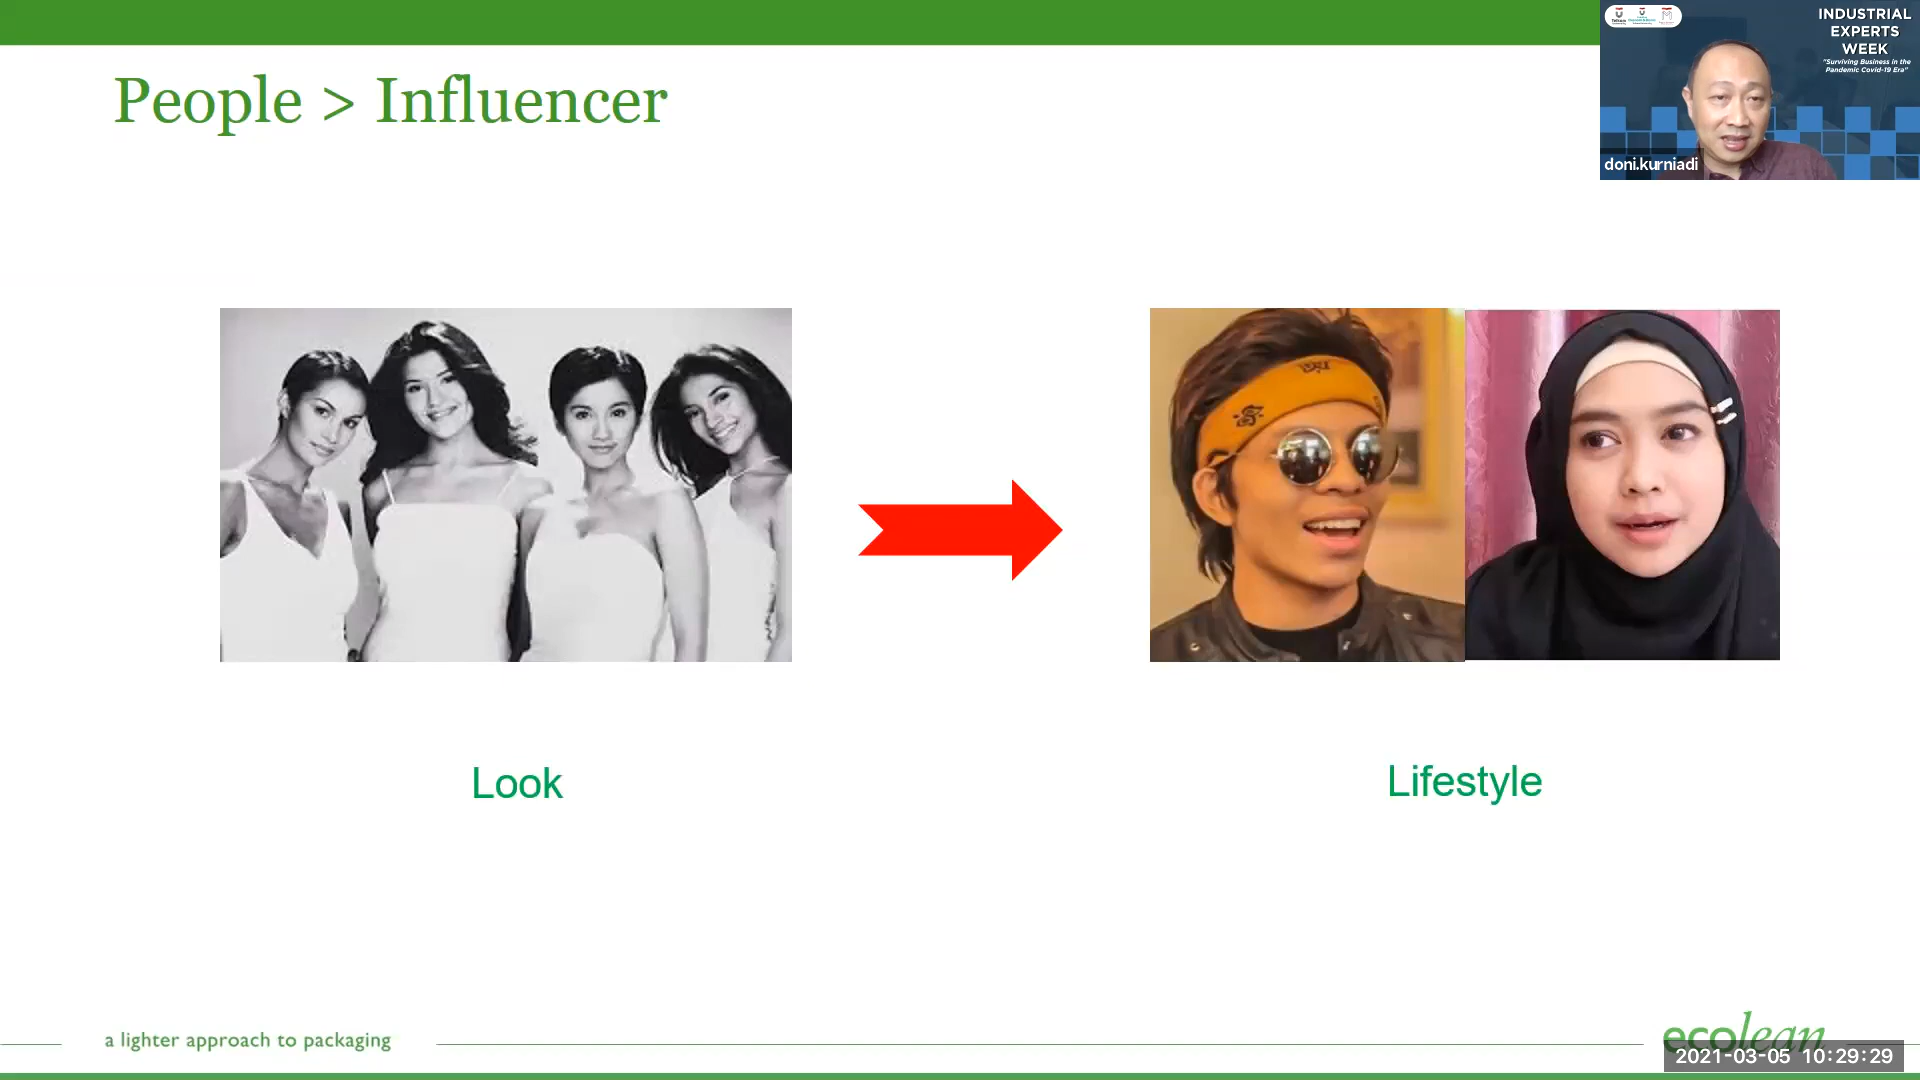 People > Influencer
INDUSTRIAL
EXPERTS
WEEK
"Surviving Business in the
Pandemic Covid-19 Era"
doni.kurniadi
Look
Lifestyle
a lighter approach to packaging
ecolean
2021-03-05 10:29:29